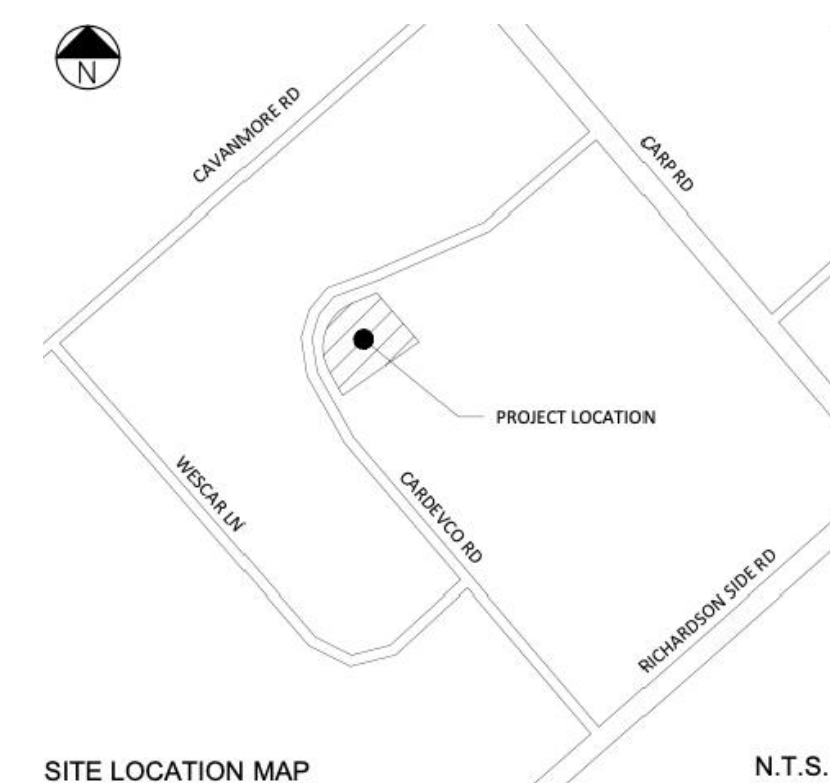 N
CAVANMORE RD
CARP RD
PROJECT LOCATION
WESCAR LN
CARDEVCO RD
RICHARDSON SIDE RD
SITE LOCATION MAP
N.T.S.